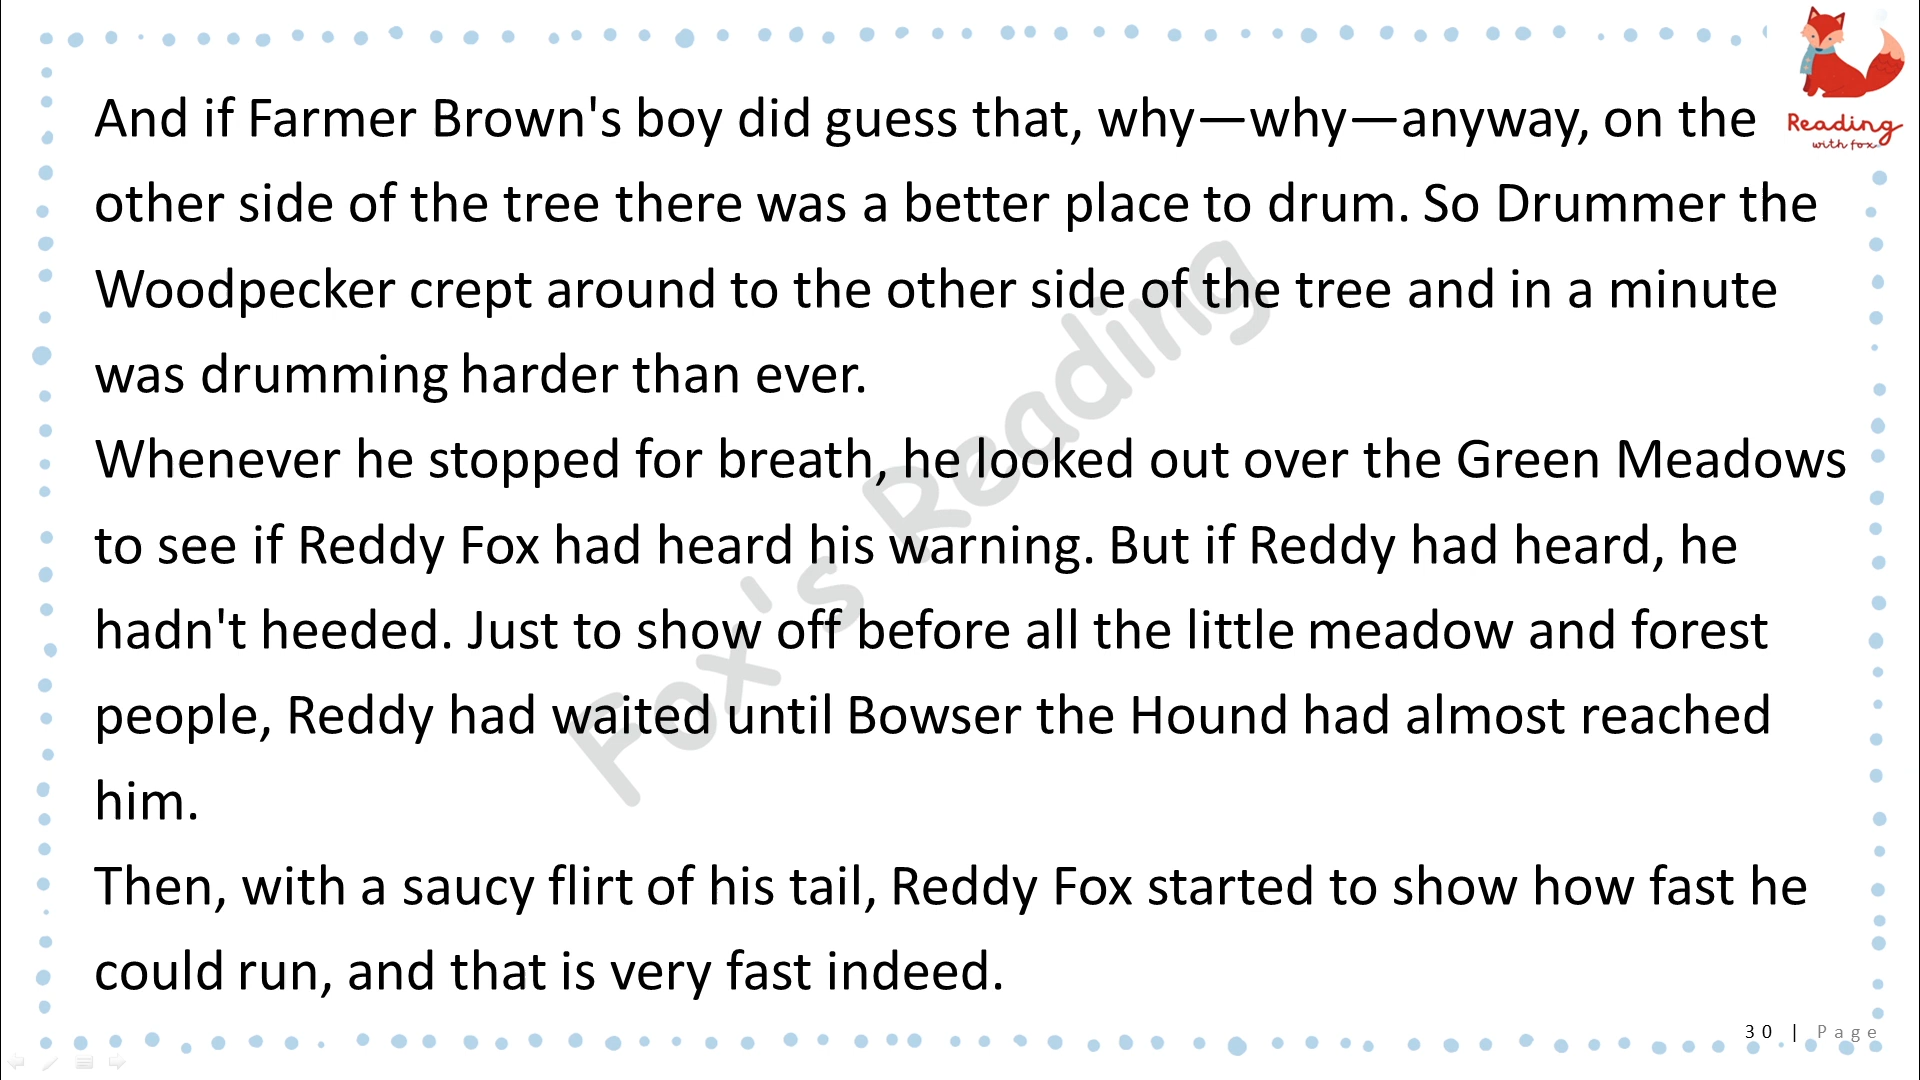 And if Farmer Brown's boy did guess that, why—why—anyway, on the
other side of the tree there was a better place to drum. So Drummer the
Woodpecker crept around to the other side of the tree and in a minute
was drumming harder than ever.
Whenever he stopped for breath, he looked out over the Green Meadows
to see if Reddy Fox had heard his warning. But if Reddy had heard, he
hadn't heeded. Just to show off before all the little meadow and forest
people, Reddy had waited until Bowser the Hound had almost reached
him.
Then, with a saucy flirt of his tail, Reddy Fox started to show how fast he
could run, and that is very fast indeed.
Reading
with fox
Fox's Reading
30 | Page